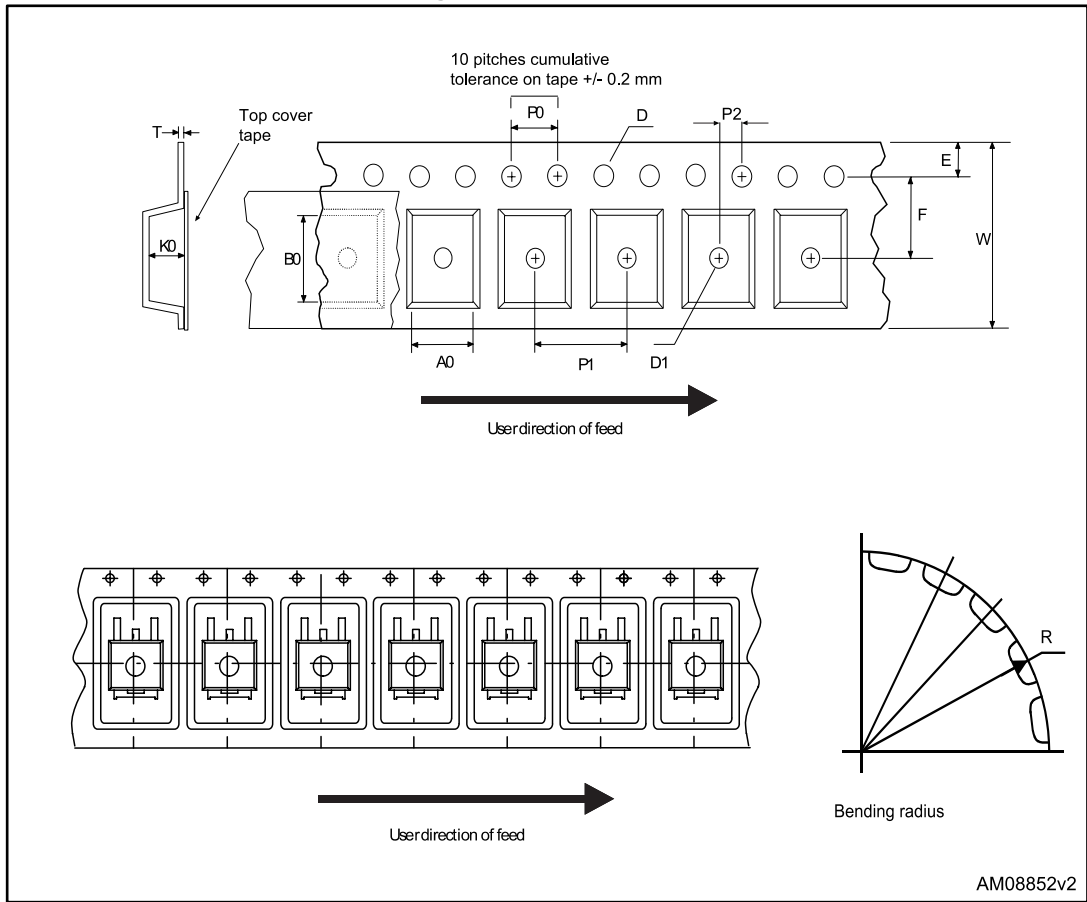 10 pitches cumulative
tolerance on tape +/- 0.2 mm
Top cover
tape
T
P0
D
P2
E
F
W
K0
B0
A0
P1
D1
User direction of feed
R
Bending radius
User direction of feed
AM08852v2